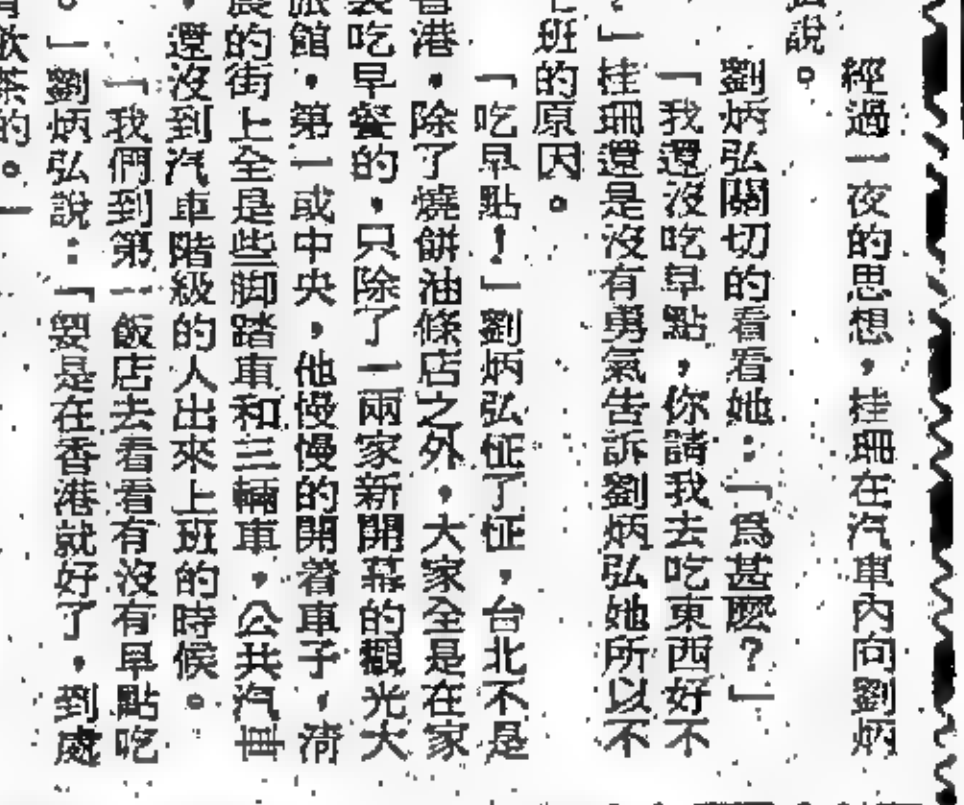 經過一夜的思想，桂珊在汽車內向劉炳
弘說。
劉炳弘關切的看看她：「爲甚麼？」
「我還沒吃早點，你請我去吃東西好不
？」桂珊還是沒有勇氣告訴劉炳弘她所以不
上班的原因。
「吃早點！」劉炳弘怔了怔，台北不是
香港，除了燒餅油條店之外，大家全是在家
裏吃早餐的，只除了一兩家新開幕的觀光大
旅館，第一或中央，他慢慢的開着車子，清
晨的街上全是些脚踏車和三輛車，公共汽車
，還沒到汽車階級的人出來上班的時候。
「我們到第一飯店去看看有沒有早點吃
。」劉炳弘說：「要是在香港就好了，到處
有飲茶的。」